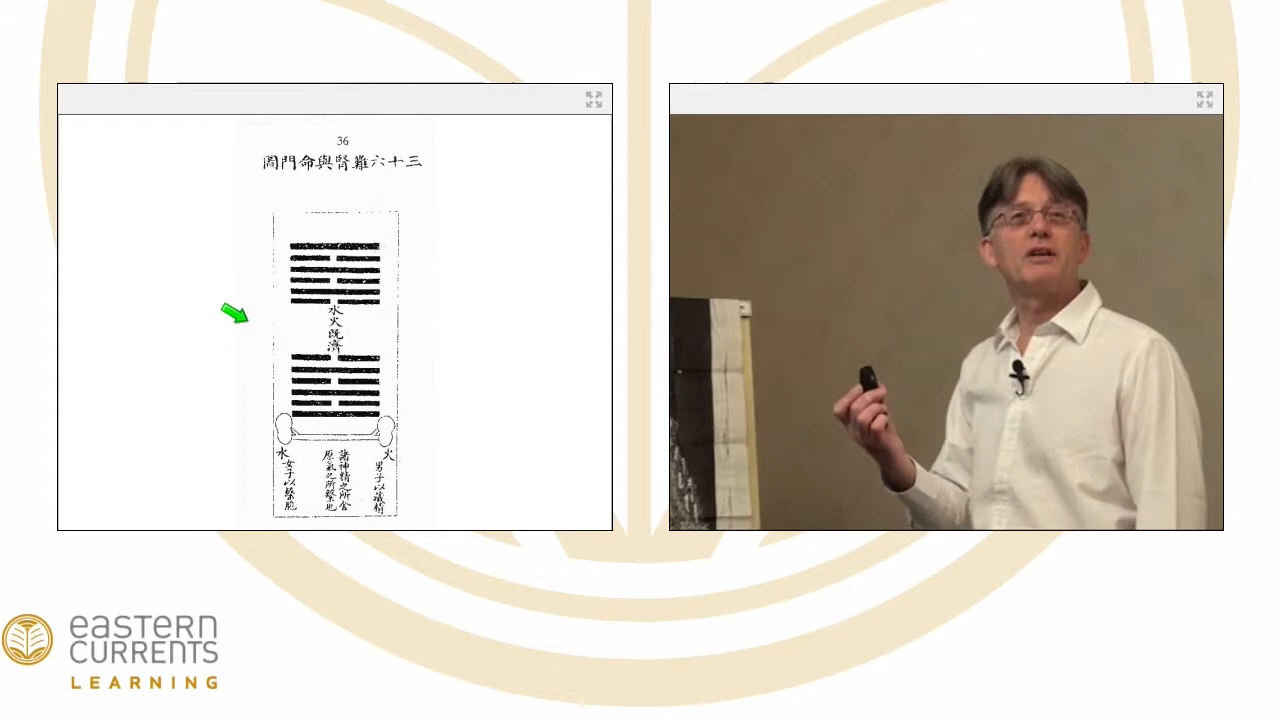 36
三十六難腎與命門圖
水火既濟
火
男子以藏精
諸神精之所舍
原氣之所繫也
水
女子以繫胞
eastern
CURRENTS
LEARNING